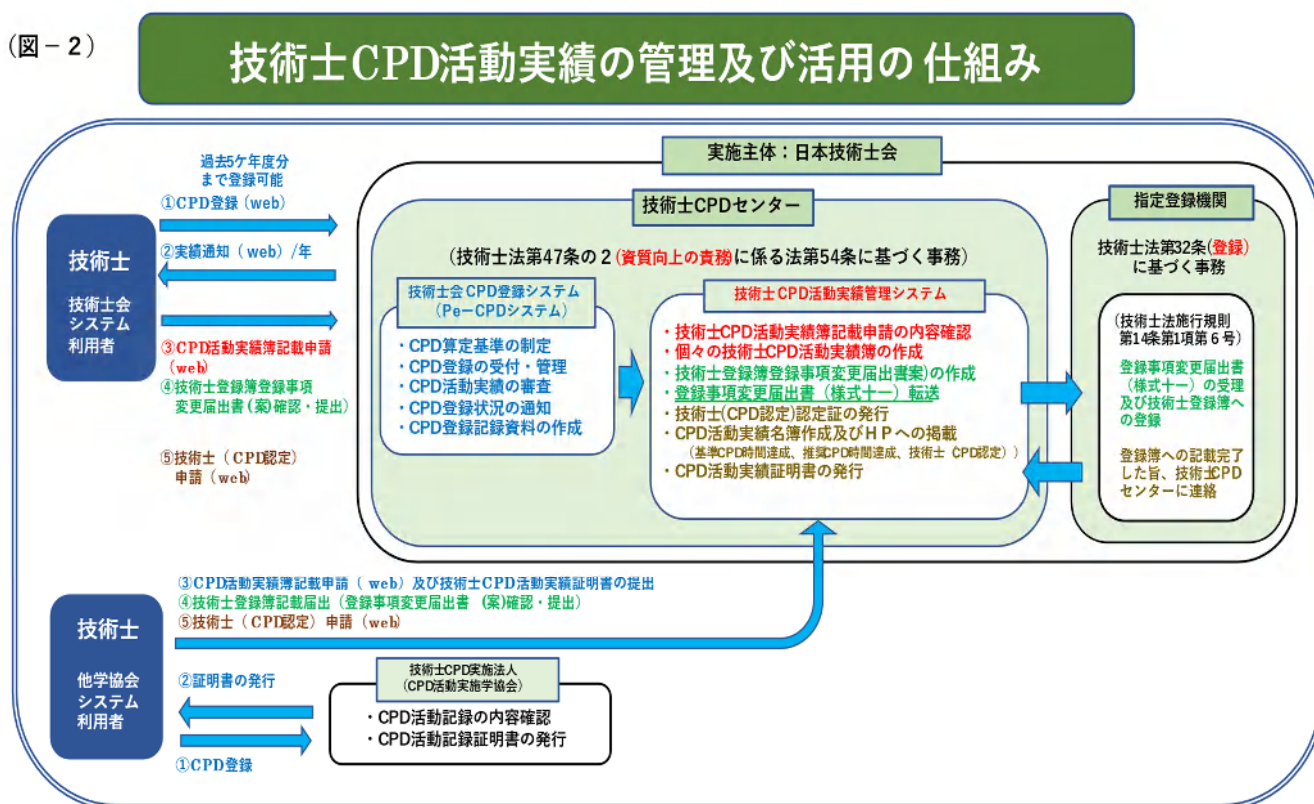 (図－２)
技術士CPD活動実績の管理及び活用の仕組み
実施主体：日本技術士会
過去5ケ年度分
まで登録可能
①CPD登録(web)
②実績通知（web）/年
技術士
技術士会
システム
利用者
③CPD活動実績簿記載申請
(web)
④技術士登録簿登録事項
変更届出書(案)確認・提出）
⑤技術士（CPD認定）
申請（web)
技術士CPDセンター
(技術士法第47条の２(資質向上の責務)に係る法第54条に基づく事務)
技術士会CPD登録システム
（Pe－CPDシステム）
・CPD算定基準の制定
・CPD登録の受付・管理
・CPD活動実績の審査
・CPD登録状況の通知
・CPD登録記録資料の作成
技術士CPD活動実績管理システム
・技術士CPD活動実績簿記載申請の内容確認
・個々の技術士CPD活動実績簿の作成
・技術士登録簿登録事項変更届出書案)の作成
・登録事項変更届出書（様式十一）転送
・技術士(CPD認定)認定証の発行
・CPD活動実績名簿作成及びＨＰへの掲載
（基準CPD時間達成、推奨CPD時間達成、技術士（CPD認定））
・CPD活動実績証明書の発行
指定登録機関
技術士法第32条(登録)
に基づく事務
(技術士法施行規則
第14条第1項第６号)
登録事項変更届出書
（様式十一）の受理
及び技術士登録簿へ
の登録
登録簿への記載完了
した旨、技術士CPD
センターに連絡
③CPD活動実績簿記載申請（web）及び技術士CPD活動実績証明書の提出
④技術士登録簿記載届出（登録事項変更届出書（案)確認・提出）
⑤技術士（CPD認定）申請（web)
技術士
他学協会
システム
利用者
②証明書の発行
①CPD登録
技術士CPD実施法人
(CPD活動実施学協会)
・CPD活動記録の内容確認
・CPD活動記録証明書の発行